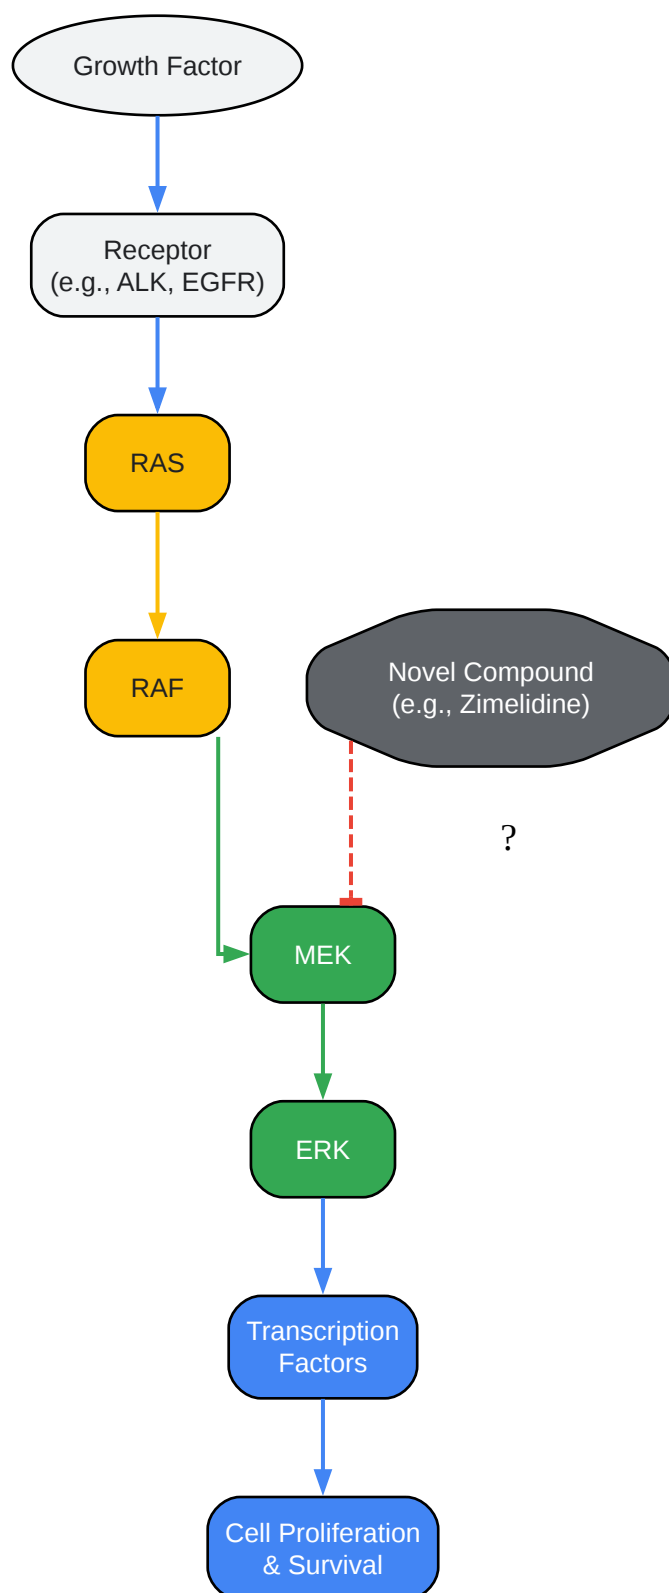 Growth Factor
Receptor
(e.g., ALK, EGFR)
RAS
RAF
Novel Compound
(e.g., Zimelidine)
?
MEK
ERK
Transcription
Factors
Cell Proliferation
& Survival